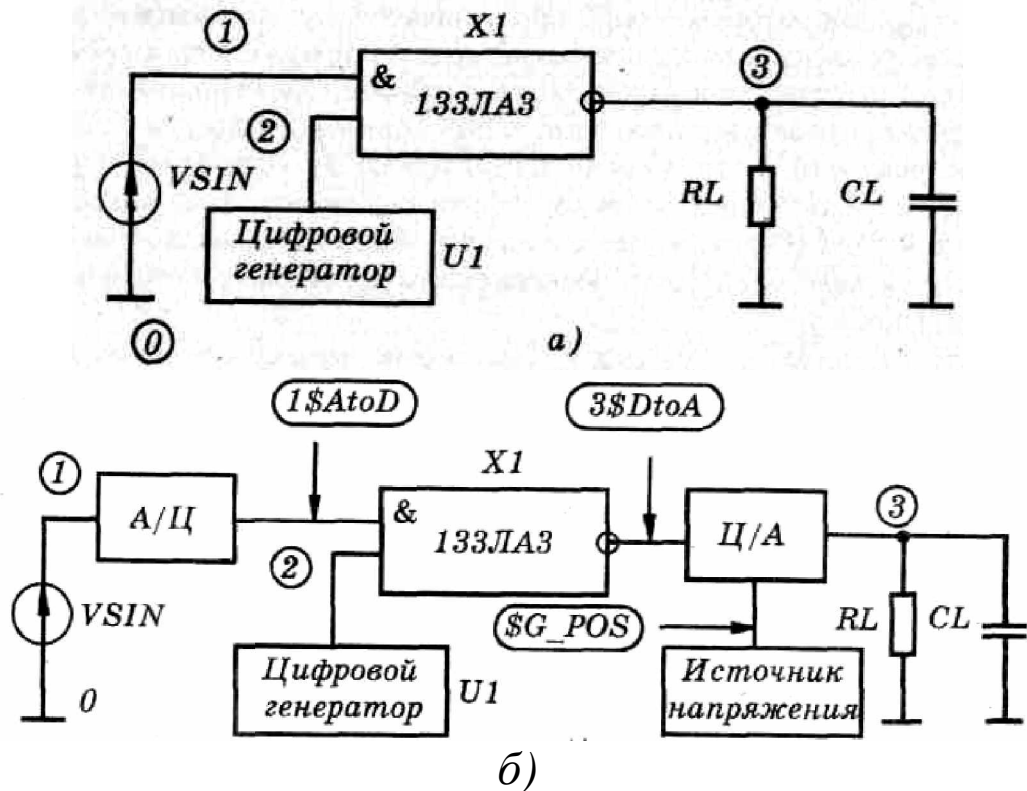 1
X1
&
133ЛА3
3
2
VSIN
RL
CL
Цифровой
генератор
U1
0
а)
1$AtoD
3$DtoA
1
X1
А/Ц
&
133ЛА3
Ц/А
3
2
VSIN
$G_POS
RL
CL
Цифровой
генератор
U1
Источник
напряжения
0
б)